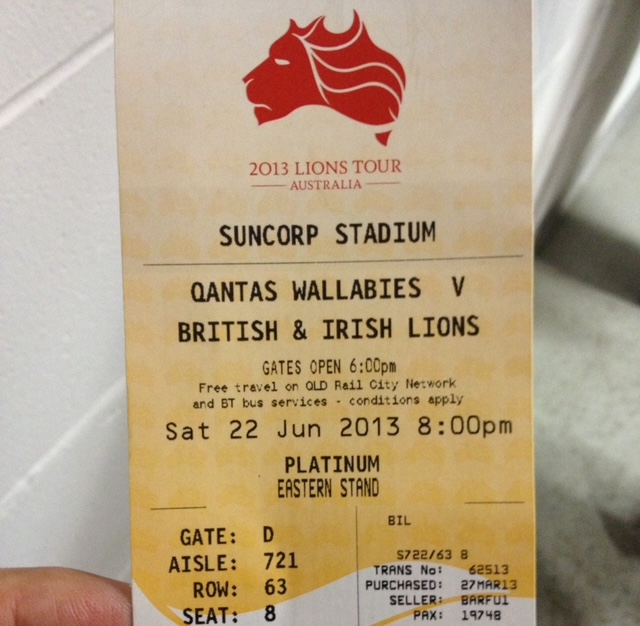 2013 LIONS TOUR
AUSTRALIA
SUNCORP STADIUM
QANTAS WALLABIES V
BRITISH & IRISH LIONS
GATES OPEN 6:00pm
Free travel on QLD Rail City Network
and BT bus services - conditions apply
Sat 22 Jun 2013 8:00pm
PLATINUM
EASTERN STAND
GATE: D
AISLE: 721
ROW: 63
SEAT: 8
BIL
S722/63 8
TRANS No: 62513
PURCHASED: 27MAR13
SELLER: BARFU1
PAX: 19748